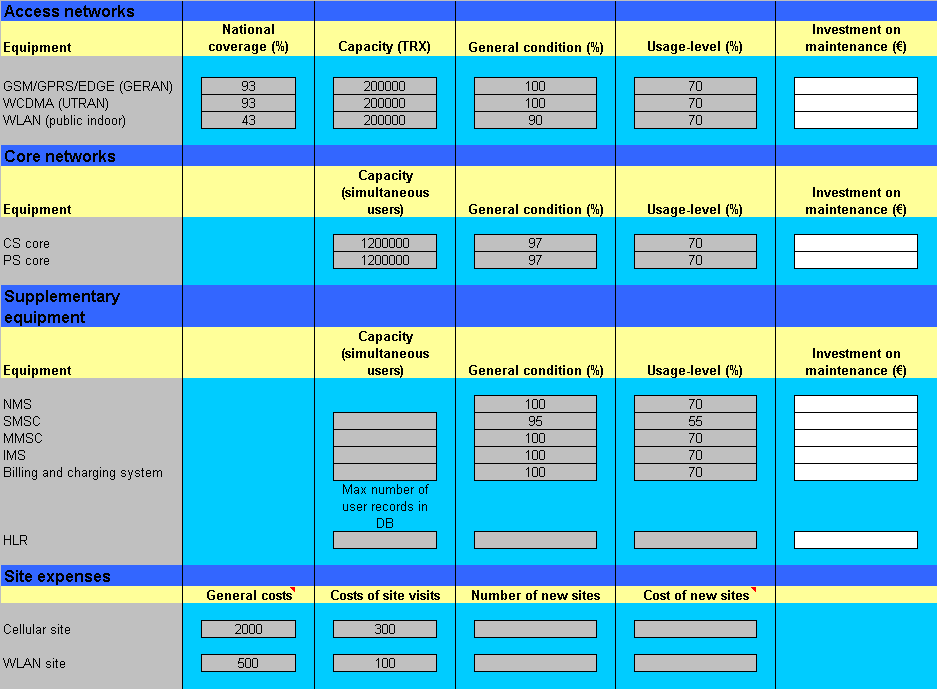 Access networks
Equipment National coverage (%) Capacity (TRX) General condition (%) Usage-level (%) Investment on maintenance (€)
GSM/GPRS/EDGE (GERAN) 93 200000 100 70
WCDMA (UTRAN) 93 200000 100 70
WLAN (public indoor) 43 200000 90 70
Core networks
Equipment Capacity (simultaneous users) General condition (%) Usage-level (%) Investment on maintenance (€)
CS core 1200000 97 70
PS core 1200000 97 70
Supplementary
equipment
Equipment Capacity (simultaneous users) General condition (%) Usage-level (%) Investment on maintenance (€)
NMS 100 70
SMSC 95 55
MMSC 100 70
IMS 100 70
Billing and charging system 100 70
Max number of
user records in
DB
HLR
Site expenses
General costs Costs of site visits Number of new sites Cost of new sites
Cellular site 2000 300
WLAN site 500 100